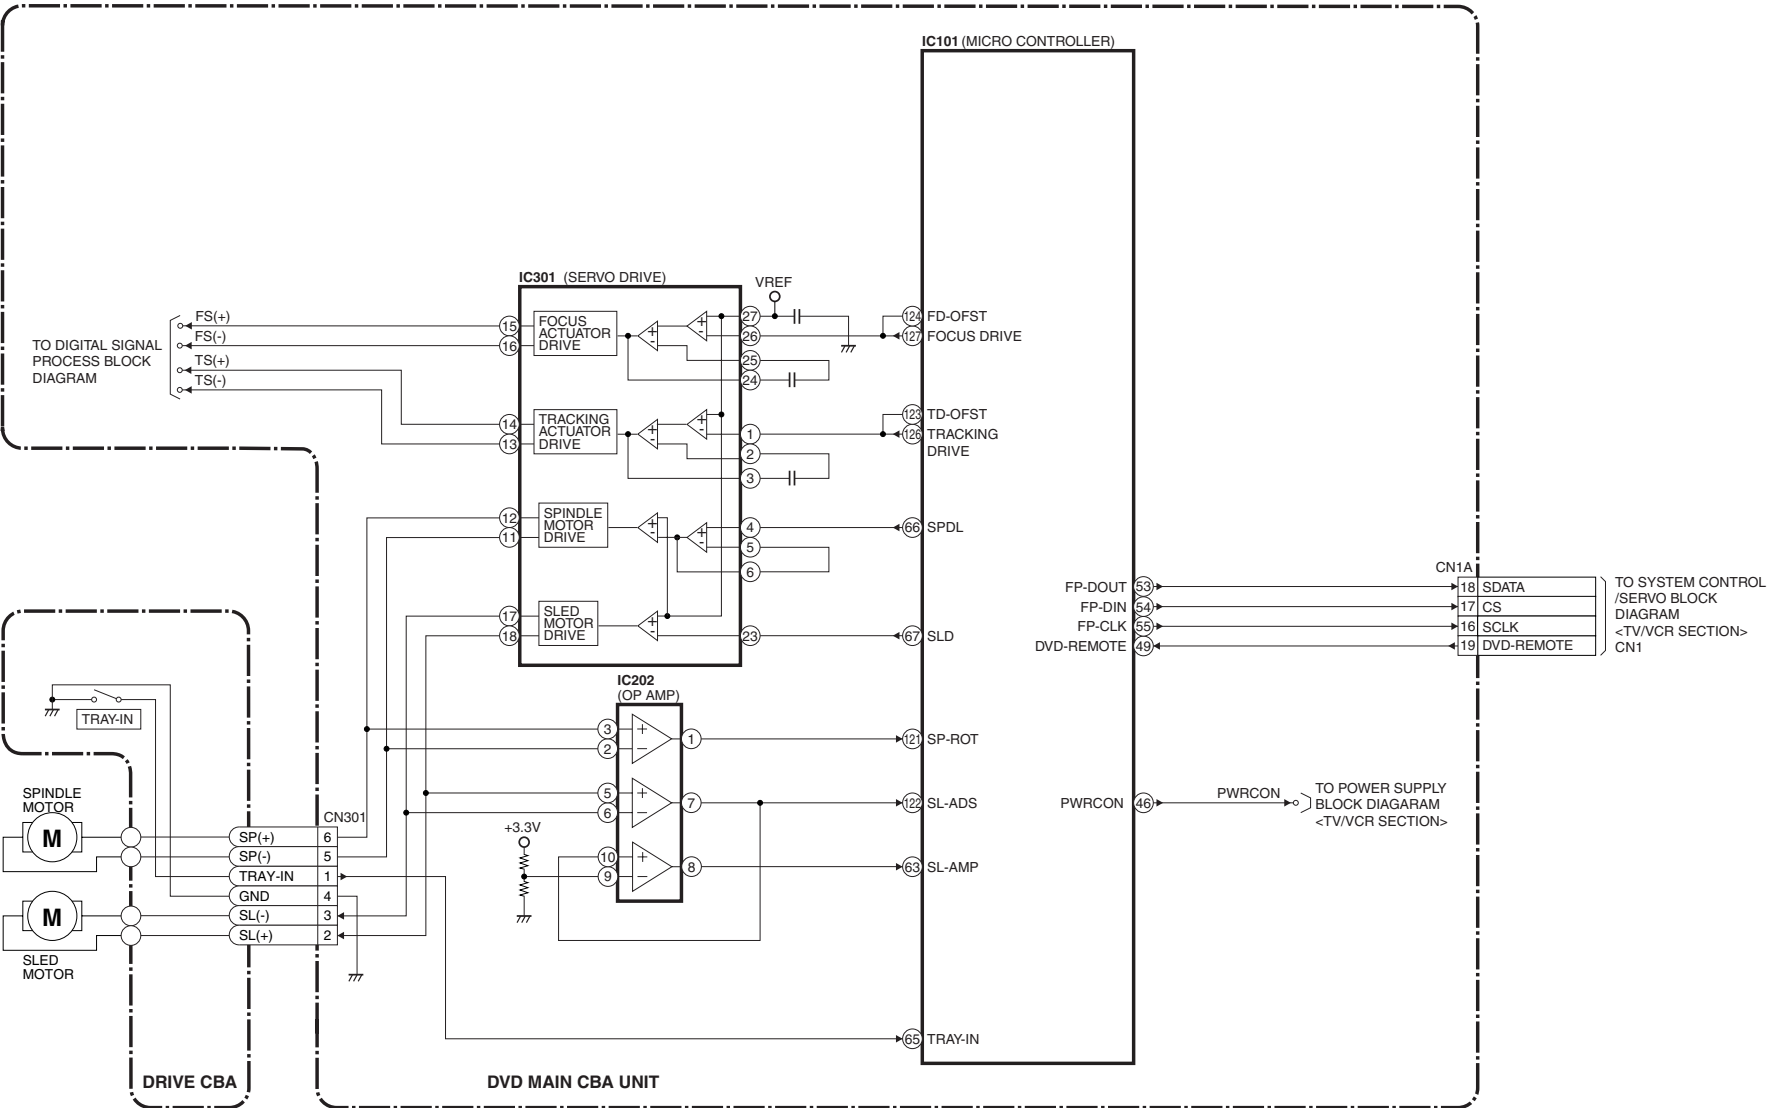 IC101 (MICRO CONTROLLER)
IC301 (SERVO DRIVE)
VREF
TO DIGITAL SIGNAL
PROCESS BLOCK
DIAGRAM
FS(+)
FS(-)
TS(+)
TS(-)
15
16
FOCUS
ACTUATOR
DRIVE
+
-
+
-
27
26
25
24
124 FD-OFST
127 FOCUS DRIVE
14
13
TRACKING
ACTUATOR
DRIVE
+
-
+
-
1
2
3
123 TD-OFST
126 TRACKING
DRIVE
12
11
SPINDLE
MOTOR
DRIVE
+
-
+
-
4
5
6
66 SPDL
17
18
SLED
MOTOR
DRIVE
+
-
23
67 SLD
FP-DOUT 53
FP-DIN 54
FP-CLK 55
DVD-REMOTE 49
CN1A
18 SDATA
17 CS
16 SCLK
19 DVD-REMOTE
TO SYSTEM CONTROL
/SERVO BLOCK
DIAGRAM
<TV/VCR SECTION>
CN1
IC202
(OP AMP)
3
2
+
-
1
121 SP-ROT
5
6
+
-
7
122 SL-ADS
+3.3V
10
9
+
-
8
63 SL-AMP
PWRCON 46
PWRCON
TO POWER SUPPLY
BLOCK DIAGARAM
<TV/VCR SECTION>
TRAY-IN
SPINDLE
MOTOR
M
M
SLED
MOTOR
CN301
SP(+) 6
SP(-) 5
TRAY-IN 1
GND 4
SL(-) 3
SL(+) 2
65 TRAY-IN
DRIVE CBA
DVD MAIN CBA UNIT